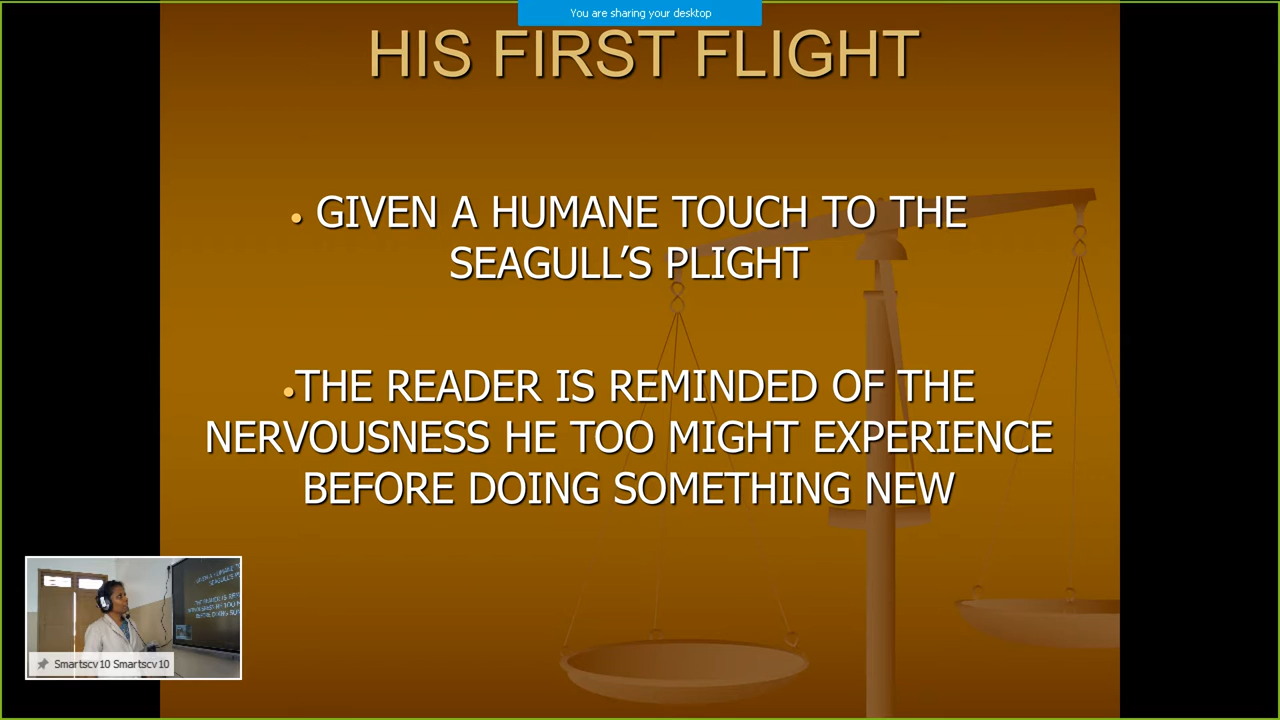 You are sharing your desktop
HIS FIRST FLIGHT
• GIVEN A HUMANE TOUCH TO THE
SEAGULL’S PLIGHT
•THE READER IS REMINDED OF THE
NERVOUSNESS HE TOO MIGHT EXPERIENCE
BEFORE DOING SOMETHING NEW
Smartscv10 Smartscv10